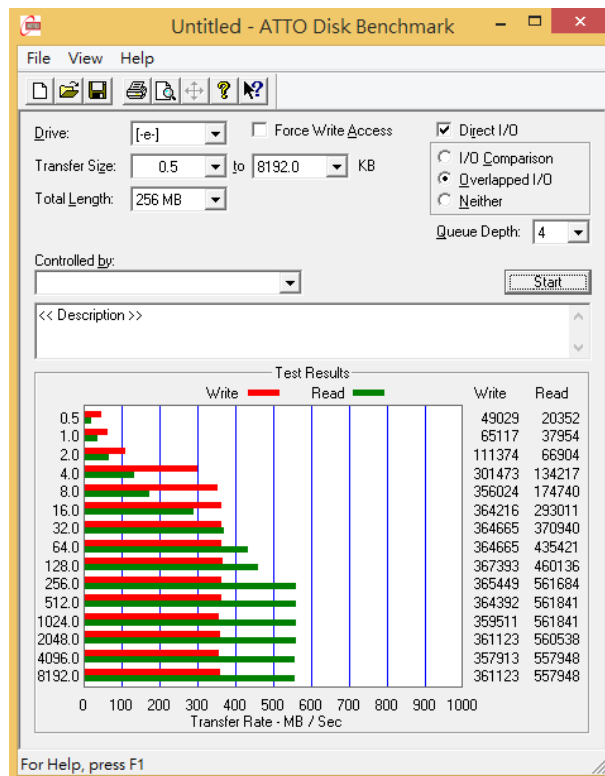 Untitled - ATTO Disk Benchmark
File View Help
Drive: [-e-] Force Write Access Direct I/O
Transfer Size: 0.5 to 8192.0 KB I/O Comparison
Overlapped I/O
Total Length: 256 MB Neither
Queue Depth: 4
Controlled by:
Start
<< Description >>
Test Results
Write Read Write Read
0.5 49029 20352
1.0 65117 37954
2.0 111374 66904
4.0 301473 134217
8.0 356024 174740
16.0 364216 293011
32.0 364665 370940
64.0 364665 435421
128.0 367393 460136
256.0 365449 561684
512.0 364392 561841
1024.0 359511 561841
2048.0 361123 560538
4096.0 357913 557948
8192.0 361123 557948
0 100 200 300 400 500 600 700 800 900 1000
Transfer Rate - MB / Sec
For Help, press F1